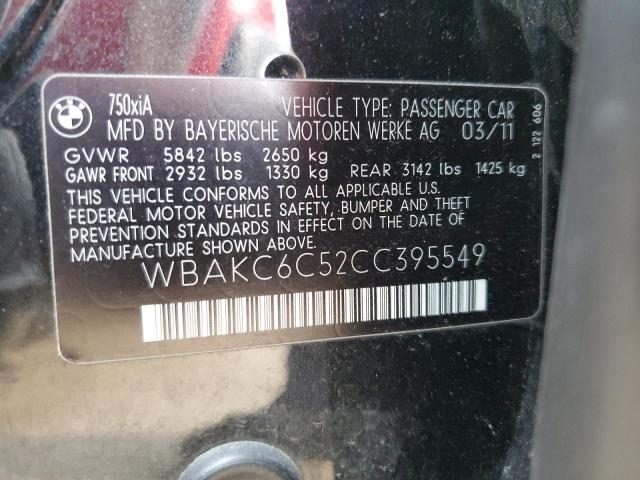 BMW
750xiA VEHICLE TYPE: PASSENGER CAR
MFD BY BAYERISCHE MOTOREN WERKE AG 03/11
GVWR 5842 lbs 2650 kg
GAWR FRONT: 2932 lbs 1330 kg REAR 3142 lbs 1425 kg
THIS VEHICLE CONFORMS TO ALL APPLICABLE U.S.
FEDERAL MOTOR VEHICLE SAFETY, BUMPER AND THEFT
PREVENTION STANDARDS IN EFFECT ON THE DATE OF
MANUFACTURE SHOWN ABOVE.
WBAKC6C52CC395549
2 122 606